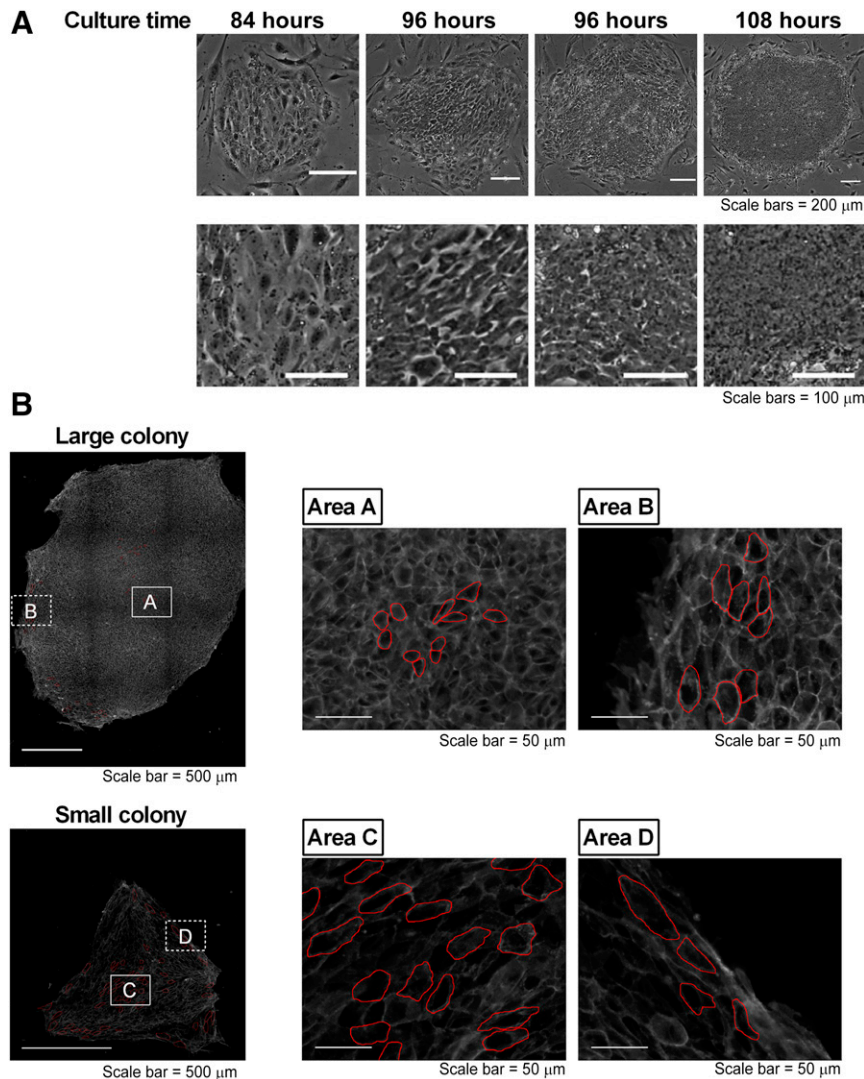 A
Culture time 84 hours 96 hours 96 hours 108 hours
Scale bars = 200 μm
Scale bars = 100 μm
B
Large colony
B A
Scale bar = 500 μm
Area A Area B
Scale bar = 50 μm Scale bar = 50 μm
Small colony
D
C
Scale bar = 500 μm
Area C Area D
Scale bar = 50 μm Scale bar = 50 μm